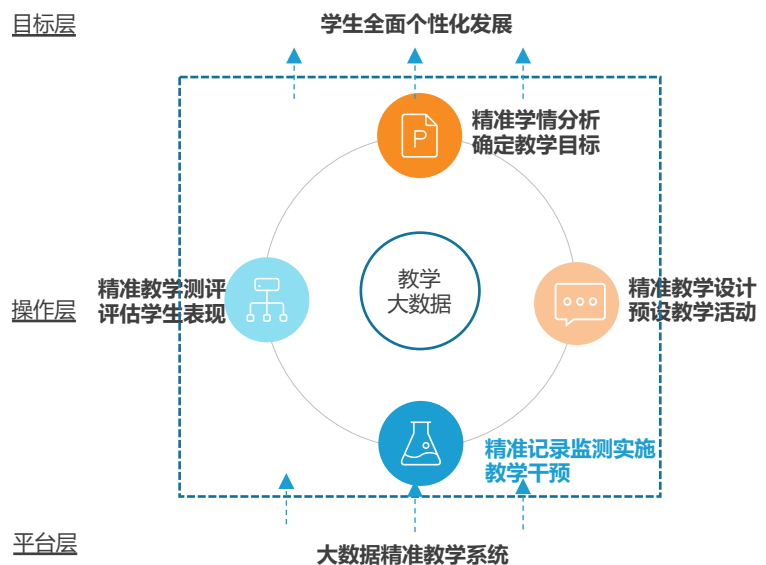 目标层
学生全面个性化发展
P
精准学情分析
确定教学目标
操作层
精准教学测评
评估学生表现
教学
大数据
精准教学设计
预设教学活动
精准记录监测实施
教学干预
平台层
大数据精准教学系统